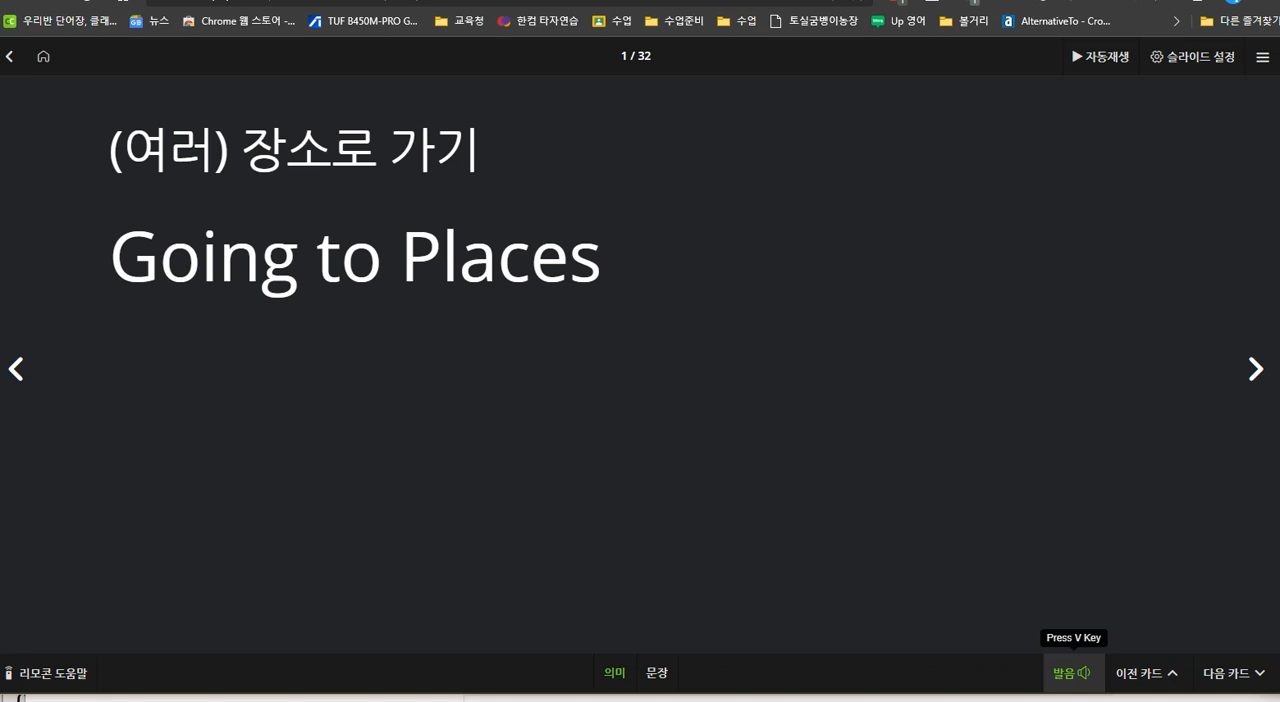 우리반 단어장, 클래... 뉴스 Chrome 웹 스토어 -... TUF B450M-PRO G... 교육청 한컴 타자연습 수업 수업준비 수업 토실굼벵이농장 Up 영어 볼거리 AlternativeTo - Cro... 다른 즐겨찾기
1 / 32 자동재생 슬라이드 설정
(여러) 장소로 가기
Going to Places
Press V Key
리모콘 도움말 의미 문장 발음 이전 카드 다음 카드